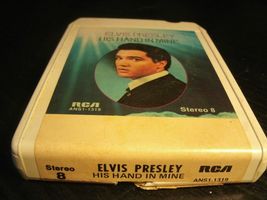 ELVIS PRESLEY
HIS HAND IN MINE
RCA
ANS1-1319
Stereo 8
Stereo
8
ELVIS PRESLEY
HIS HAND IN MINE
RCA
ANS1-1319